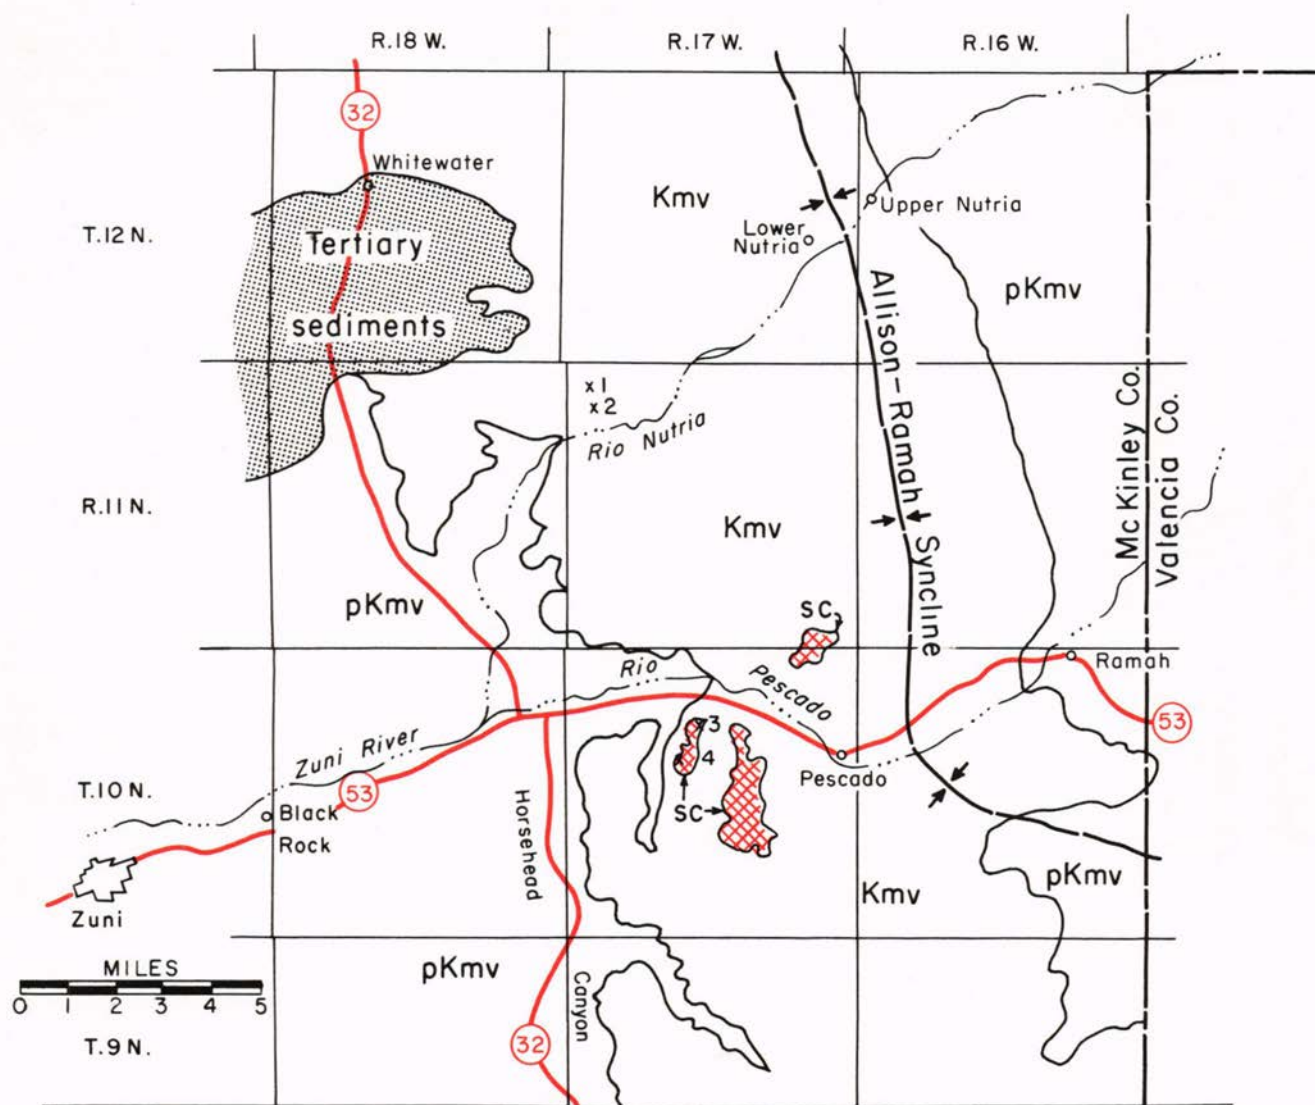 R.18 W.
R.17 W.
R.16 W.
32
Whitewater
Kmv
Upper Nutria
Lower
Nutria
T.12 N.
Tertiary
sediments
pKmv
Allison-Ramah Syncline
x 1
x 2
Rio Nutria
McKinley Co.
Valencia Co.
R.11 N.
Kmv
pKmv
SC
Ramah
Rio Pescado
53
3
4
Zuni River
Pescado
T.10 N.
53
SC
Black
Rock
Horsehead
Canyon
Kmv
pKmv
Zuni
MILES
0 1 2 3 4 5
pKmv
T.9 N.
32